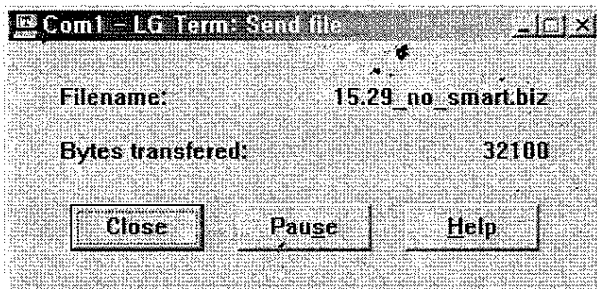 Com1 - LG Term: Send file
Filename: 15.29_no_smart.biz
Bytes transfered: 32100
Close Pause Help